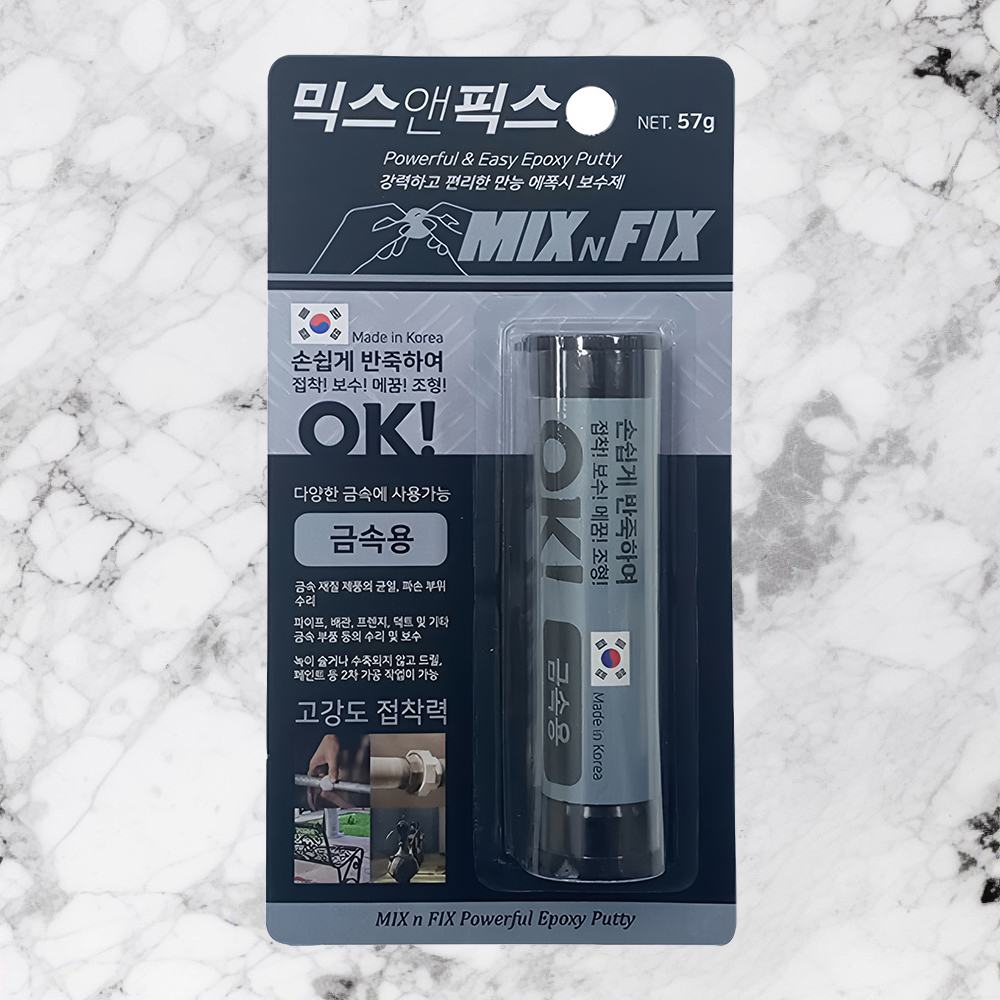 믹스앤픽스
NET. 57g
Powerful & Easy Epoxy Putty
강력하고 편리한 만능 에폭시 보수제
MIX N FIX
Made in Korea
손쉽게 반죽하여
접착! 보수! 메꿈! 조형!
OK!
다양한 금속에 사용가능
금속용
금속 재질 제품의 균열, 파손 부위
수리
파이프, 배관, 프렌지, 덕트 및 기타
금속 부품 등의 수리 및 보수
녹이 슬거나 수축되지 않고 드릴,
페인트 등 2차 가공 작업이 가능
고강도 접착력
손쉽게 반죽하여
접착! 보수! 메꿈! 조형!
OK!
금속용
Made in Korea
MIX n FIX Powerful Epoxy Putty